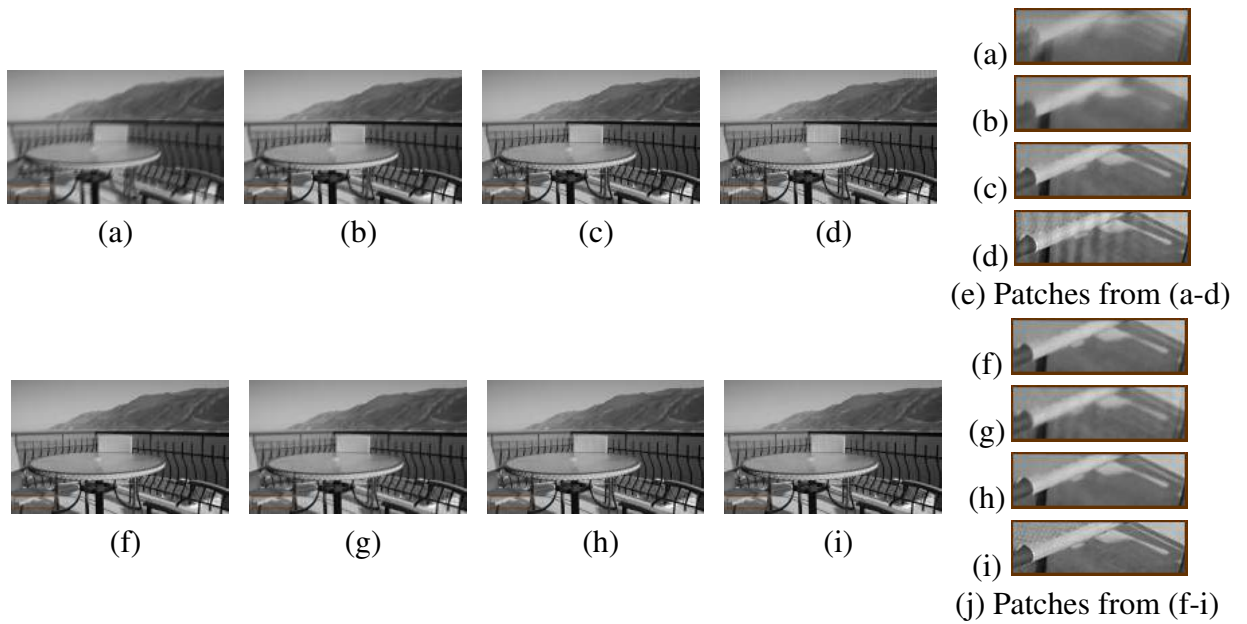 (a)
(b)
(c)
(d)
(a)
(b)
(c)
(d)
(e) Patches from (a-d)
(f)
(g)
(h)
(i)
(f)
(g)
(h)
(i)
(j) Patches from (f-i)